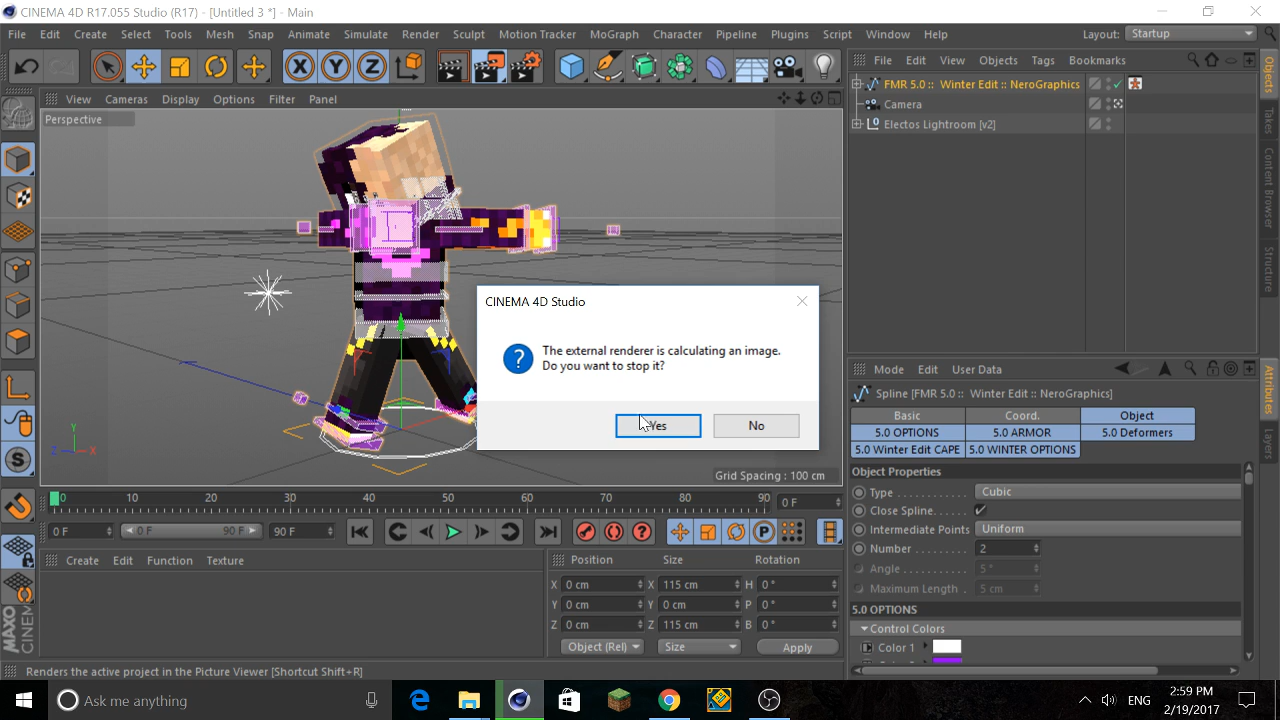 CINEMA 4D R17.055 Studio (R17) - [Untitled 3 *] - Main
File Edit Create Select Tools Mesh Snap Animate Simulate Render Sculpt Motion Tracker MoGraph Character Pipeline Plugins Script Window Help Layout: Startup
X Y Z
File Edit View Objects Tags Bookmarks
View Cameras Display Options Filter Panel
Perspective
FMR 5.0 :: Winter Edit :: NeroGraphics
Camera
Electos Lightroom [v2]
Objects
Takes
Content Browser
Structure
CINEMA 4D Studio
The external renderer is calculating an image.
Do you want to stop it?
Yes No
Y
Z X
Grid Spacing : 100 cm
Mode Edit User Data
Spline [FMR 5.0 :: Winter Edit :: NeroGraphics]
Basic Coord. Object
5.0 OPTIONS 5.0 ARMOR 5.0 Deformers
5.0 Winter Edit CAPE 5.0 WINTER OPTIONS
Object Properties
Type Cubic
Close Spline
Intermediate Points Uniform
Number 2
Angle 5 °
Maximum Length 5 cm
5.0 OPTIONS
Control Colors
Color 1
Attributes
Layers
0 10 20 30 40 50 60 70 80 90 0 F
0 F 0 F 90 F 90 F
Create Edit Function Texture
Position Size Rotation
X 0 cm X 115 cm H 0 °
Y 0 cm Y 0 cm P 0 °
Z 0 cm Z 115 cm B 0 °
Object (Rel) Size Apply
MAXO
CINEM
Renders the active project in the Picture Viewer [Shortcut Shift+R]
Ask me anything
ENG
2:59 PM
2/19/2017